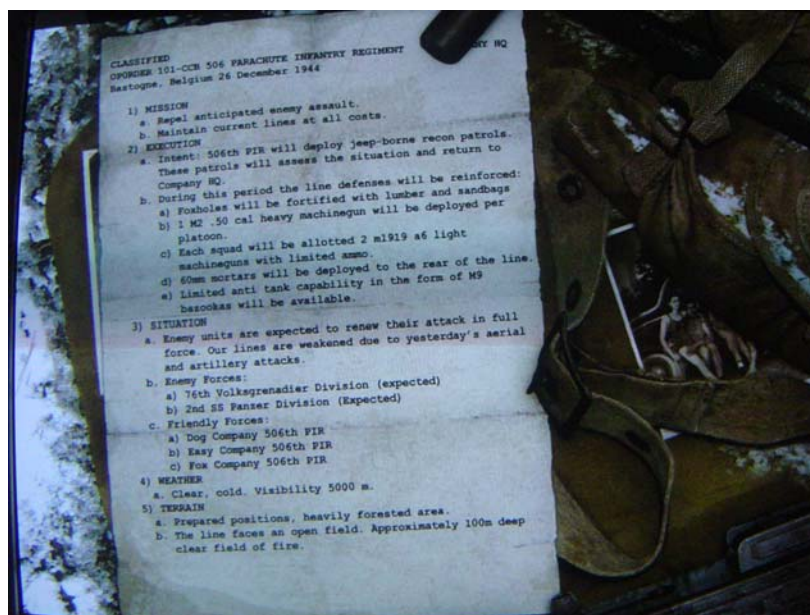 CLASSIFIED
OPORDER 101-CCB 506 PARACHUTE INFANTRY REGIMENT NY HQ
Bastogne, Belgium 26 December 1944
1) MISSION
a. Repel anticipated enemy assault.
b. Maintain current lines at all costs.
2) EXECUTION
a. Intent: 506th PIR will deploy jeep-borne recon patrols.
These patrols will assess the situation and return to
Company HQ.
b. During this period the line defenses will be reinforced:
a) Foxholes will be fortified with lumber and sandbags
b) 1 M2 .50 cal heavy machinegun will be deployed per
platoon.
c) Each squad will be allotted 2 m1919 a6 light
machineguns with limited ammo.
d) 60mm mortars will be deployed to the rear of the line.
e) Limited anti tank capability in the form of M9
bazookas will be available.
3) SITUATION
a. Enemy units are expected to renew their attack in full
force. Our lines are weakened due to yesterday's aerial
and artillery attacks.
b. Enemy Forces:
a) 76th Volksgrenadier Division (expected)
b) 2nd SS Panzer Division (Expected)
c. Friendly Forces:
a) Dog Company 506th PIR
b) Easy Company 506th PIR
c) Fox Company 506th PIR
4) WEATHER
a. Clear, cold. Visibility 5000 m.
5) TERRAIN
a. Prepared positions, heavily forested area.
b. The line faces an open field. Approximately 100m deep
clear field of fire.